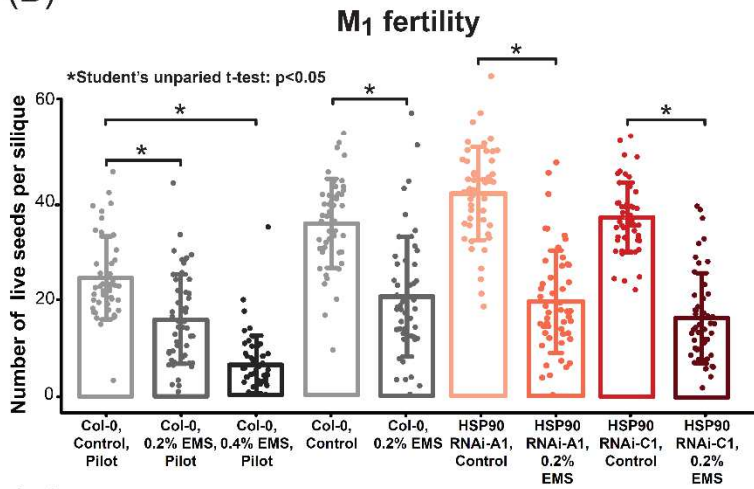 (B)
M1 fertility
*Student's unparied t-test: p<0.05
*
*
*
*
*
Number of live seeds per silique
60
40
20
0
Col-0,
Control,
Pilot
Col-0,
0.2% EMS,
Pilot
Col-0,
0.4% EMS,
Pilot
Col-0,
Control
Col-0,
0.2% EMS
HSP90
RNAi-A1,
Control
HSP90
RNAi-A1,
0.2%
EMS
HSP90
RNAi-C1,
Control
HSP90
RNAi-C1,
0.2%
EMS